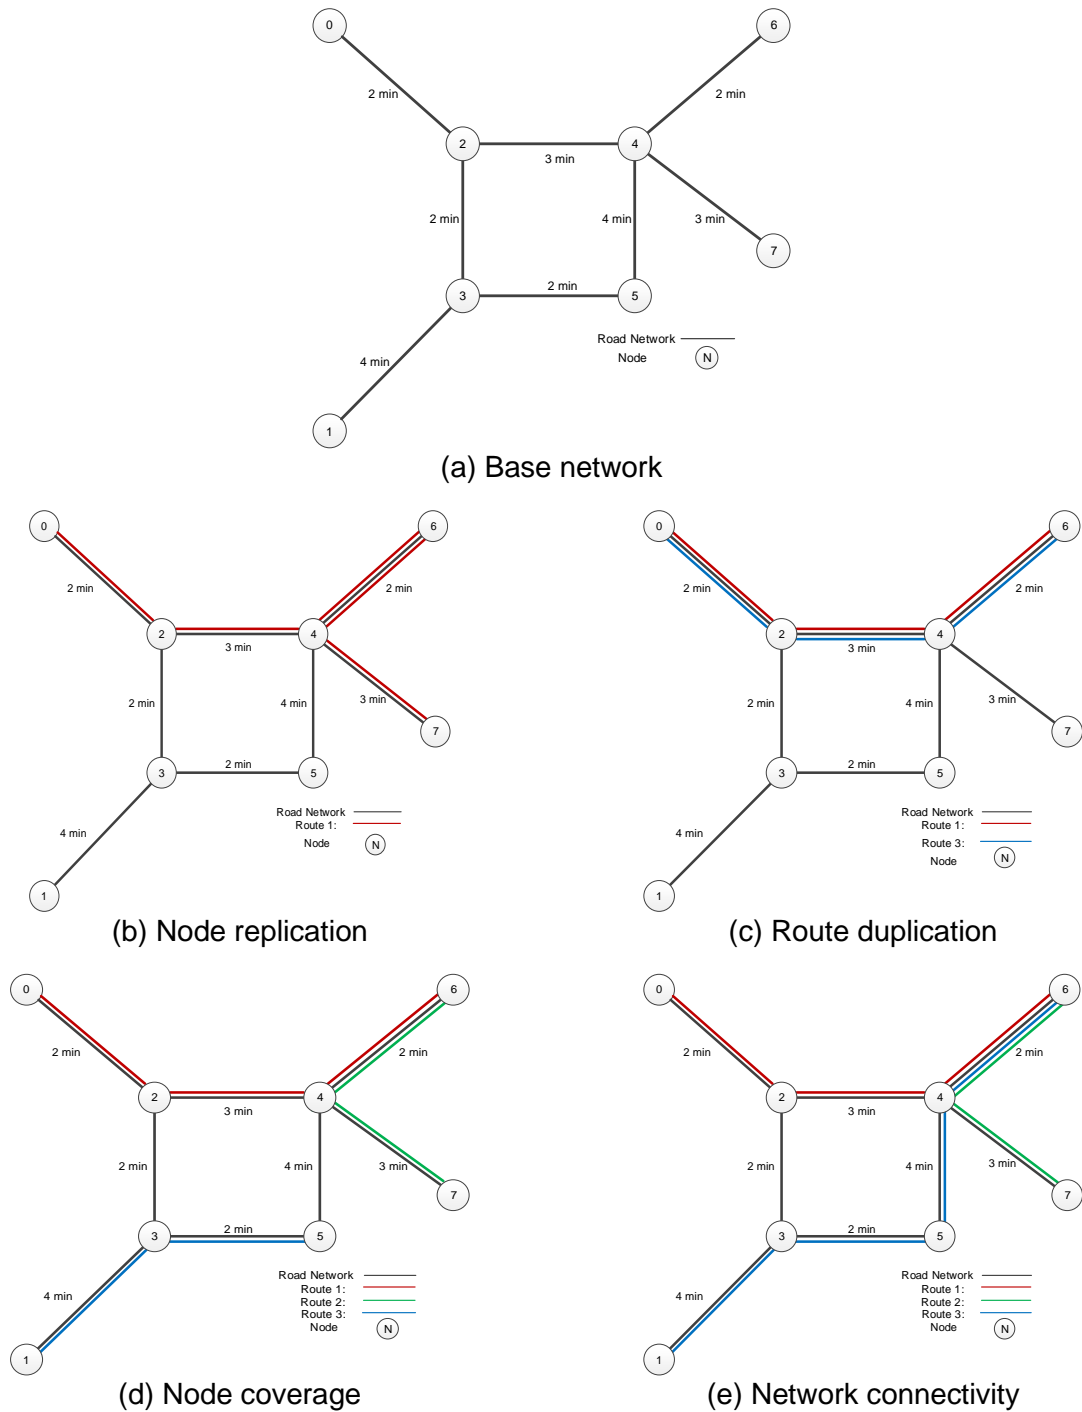 0
6
2 min
2 min
2
4
3 min
2 min
4 min
3 min
7
2 min
3
5
Road Network
4 min
Node
N
1
(a) Base network
0
6
2 min
2 min
2
4
3 min
2 min
4 min
3 min
7
2 min
3
5
Road Network
Route 1:
4 min
Node
N
1
(b) Node replication
0
6
2 min
2 min
2
4
3 min
2 min
4 min
3 min
7
2 min
3
5
Road Network
Route 1:
4 min
Route 3:
Node
N
1
(c) Route duplication
0
6
2 min
2 min
2
4
3 min
2 min
4 min
3 min
7
2 min
3
5
Road Network
4 min
Route 1:
Route 2:
Route 3:
Node
N
1
(d) Node coverage
0
6
2 min
2 min
2
4
3 min
2 min
4 min
3 min
7
2 min
3
5
Road Network
4 min
Route 1:
Route 2:
Route 3:
Node
N
1
(e) Network connectivity